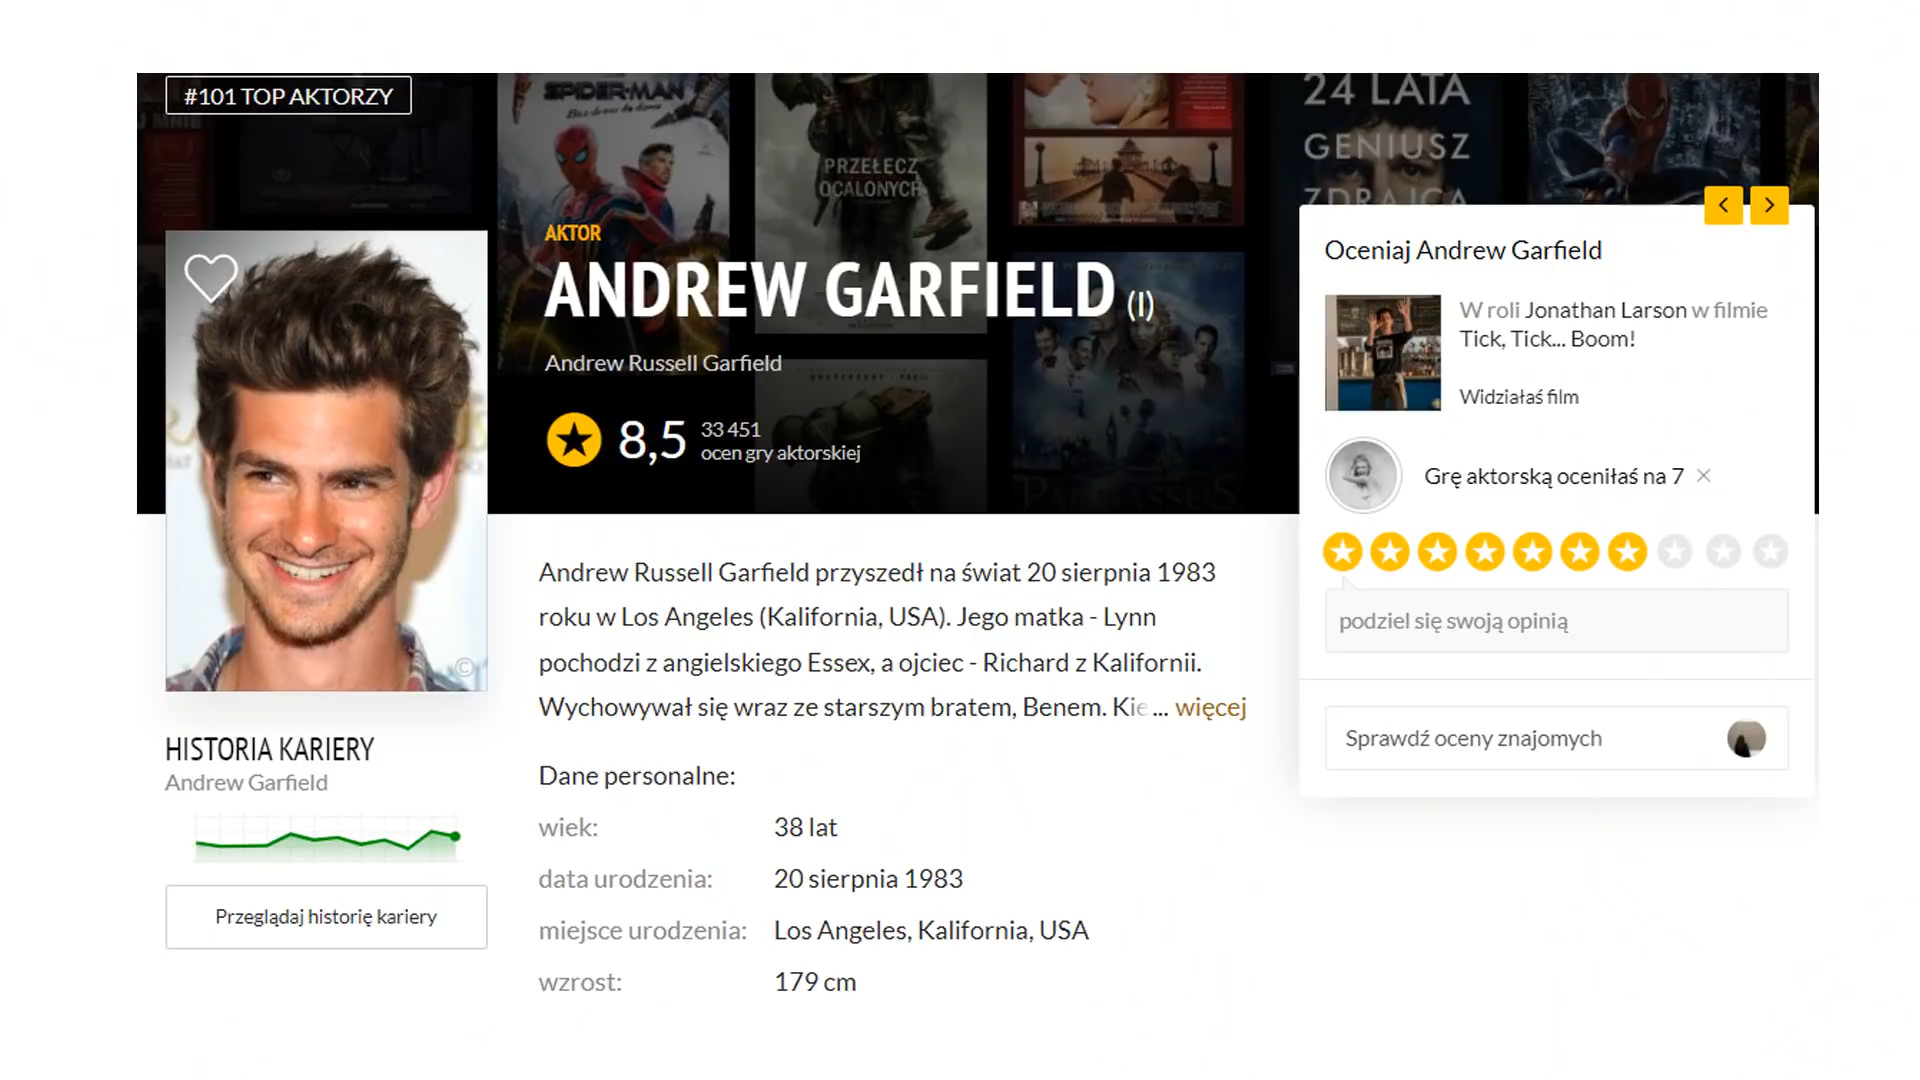 #101 TOP AKTORZY
SPIDER-MAN
Bez drogi do domu
PRZEŁĘCZ
OCALONYCH
24 LATA
GENIUSZ
ZDRAJCA
AKTOR
ANDREW GARFIELD (I)
Andrew Russell Garfield
8,5
33 451
ocen gry aktorskiej
Oceniaj Andrew Garfield
W roli Jonathan Larson w filmie
Tick, Tick... Boom!
Widziałaś film
Grę aktorską oceniłaś na 7
podziel się swoją opinią
Sprawdź oceny znajomych
©
Andrew Russell Garfield przyszedł na świat 20 sierpnia 1983
roku w Los Angeles (Kalifornia, USA). Jego matka - Lynn
pochodzi z angielskiego Essex, a ojciec - Richard z Kalifornii.
Wychowywał się wraz ze starszym bratem, Benem. Kie ... więcej
HISTORIA KARIERY
Andrew Garfield
Przeglądaj historię kariery
Dane personalne:
wiek: 38 lat
data urodzenia: 20 sierpnia 1983
miejsce urodzenia: Los Angeles, Kalifornia, USA
wzrost: 179 cm